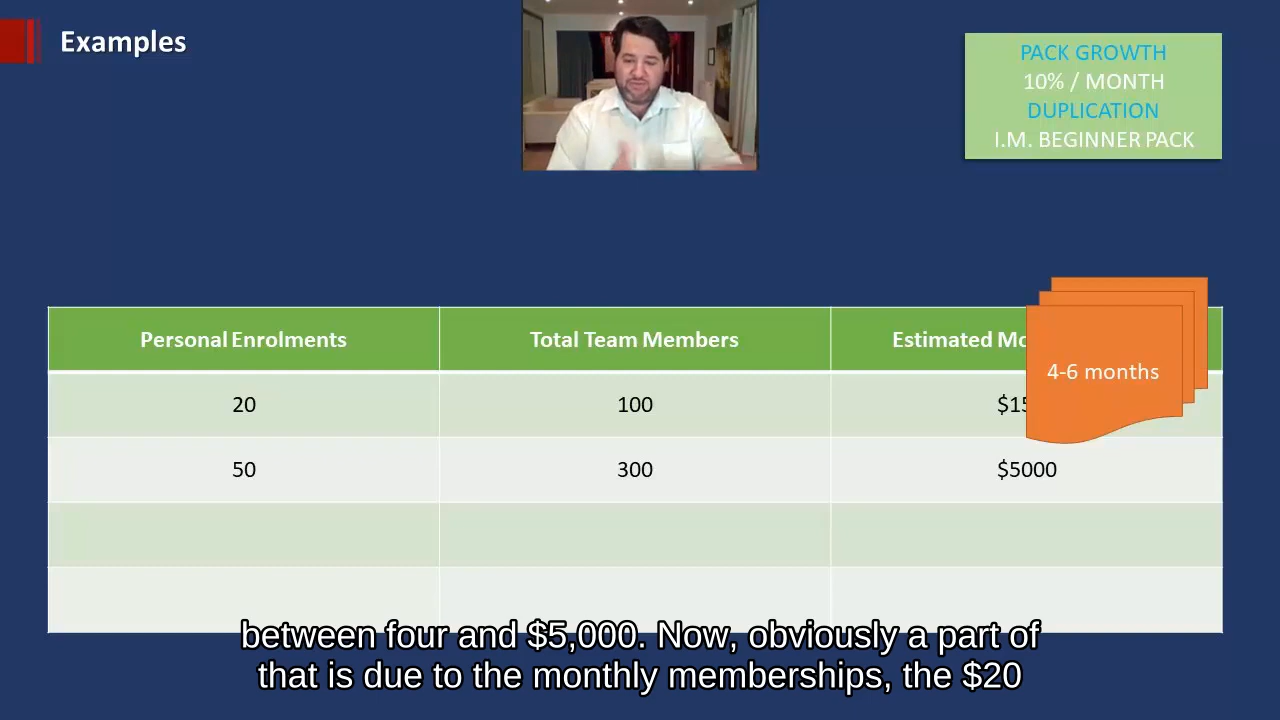 Examples
PACK GROWTH
10% / MONTH
DUPLICATION
I.M. BEGINNER PACK
Personal Enrolments Total Team Members Estimated
4-6 months
20 100
50 300 $5000
between four and $5,000. Now, obviously a part of
that is due to the monthly memberships, the $20